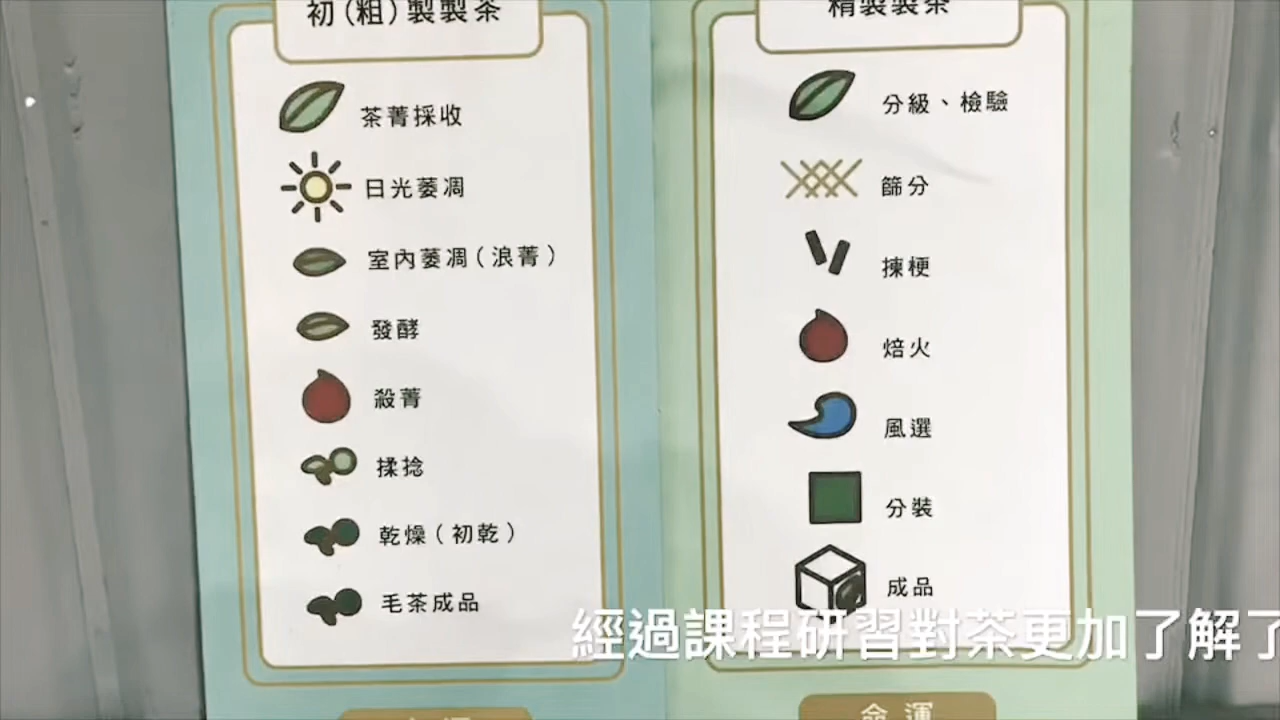 初(粗)製製茶
茶菁採收
日光萎凋
室內萎凋(浪菁)
發酵
殺菁
揉捻
乾燥(初乾)
毛茶成品
精製製茶
分級、檢驗
篩分
揀梗
焙火
風選
分裝
成品
經過課程研習對茶更加了解了
命運